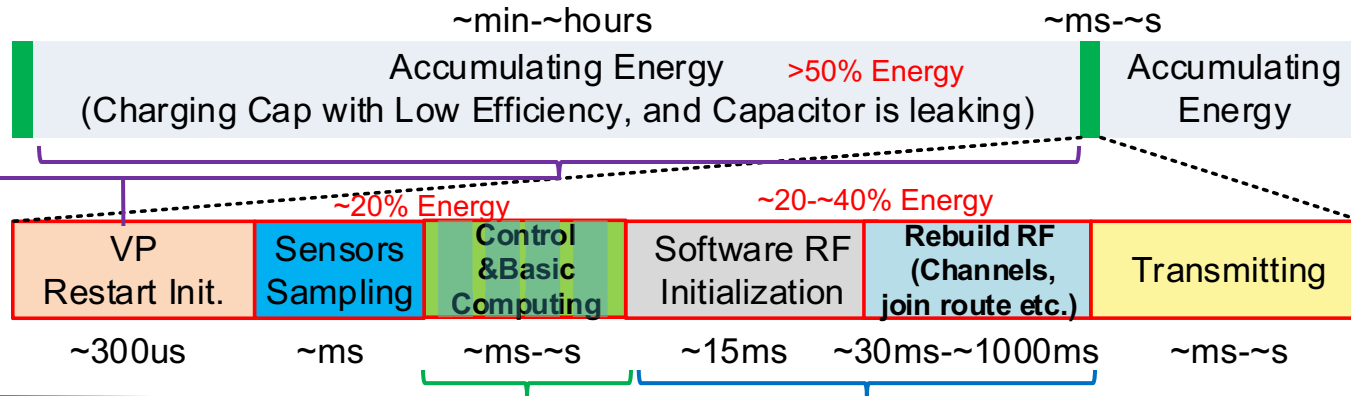 ~min-~hours
~ms-~s
Accumulating Energy >50% Energy
(Charging Cap with Low Efficiency, and Capacitor is leaking)
Accumulating
Energy
~20% Energy
~20-~40% Energy
VP
Restart Init.
Sensors
Sampling
Control
&Basic
Computing
Software RF
Initialization
Rebuild RF
(Channels,
join route etc.)
Transmitting
~300us
~ms
~ms-~s
~15ms
~30ms-~1000ms
~ms-~s